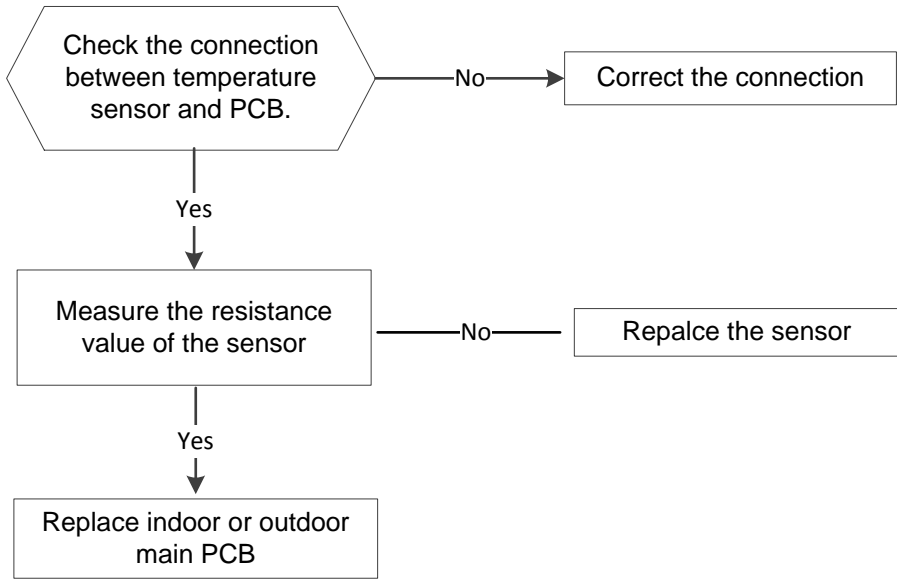 Check the connection
between temperature
sensor and PCB.
No
Correct the connection
Yes
Measure the resistance
value of the sensor
No
Repalce the sensor
Yes
Replace indoor or outdoor
main PCB